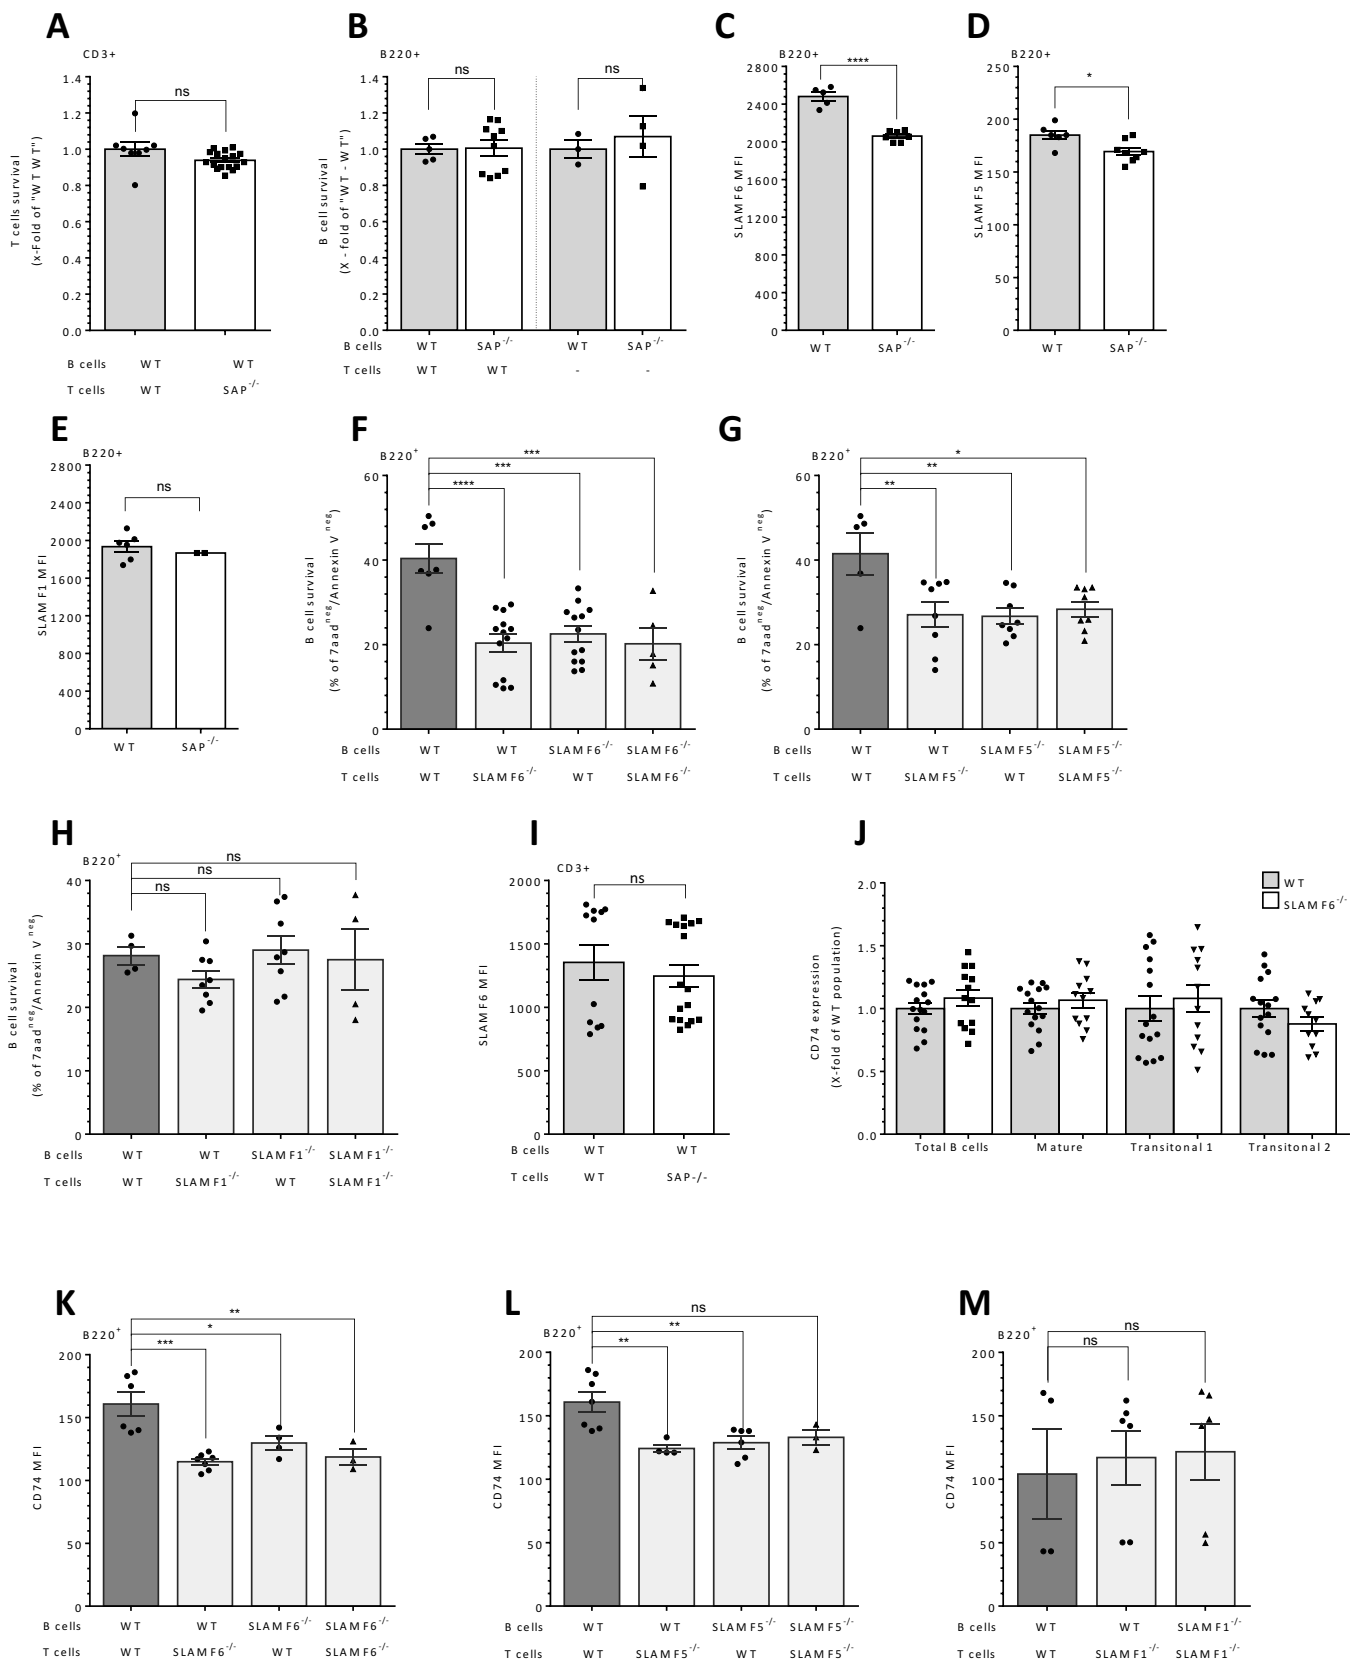 A
CD3+
ns
1.4
1.2
1.0
0.8
0.6
0.4
0.2
0.0
T cells survival
(x-Fold of "WT WT")
B cells WT WT
T cells WT SAP-/-
B
B220+
ns ns
1.4
1.2
1.0
0.8
0.6
0.4
0.2
0.0
B cell survival
(X - fold of "WT - WT")
B cells WT SAP-/- WT SAP-/-
T cells WT WT - -
C
B220+
****
2800
2400
2000
1600
1200
800
400
0
SLAMF6 MFI
WT SAP-/-
D
B220+
*
250
200
150
100
50
0
SLAMF5 MFI
WT SAP-/-
E
B220+
ns
2800
2400
2000
1600
1200
800
400
0
SLAM F1 MFI
WT SAP-/-
F
B220+
***
***
****
60
40
20
0
B cell survival
(% of 7aadneg/Annexin V neg)
B cells WT WT SLAMF6-/- SLAMF6-/-
T cells WT SLAMF6-/- WT SLAMF6-/-
G
B220+
*
**
**
60
40
20
0
B cell survival
(% of 7aadneg/Annexin V neg)
B cells WT WT SLAMF5-/- SLAMF5-/-
T cells WT SLAMF5-/- WT SLAMF5-/-
H
B220+
ns
ns
ns
40
30
20
10
0
B cell survival
(% of 7aadneg/Annexin V neg)
B cells WT WT SLAMF1-/- SLAMF1-/-
T cells WT SLAMF1-/- WT SLAMF1-/-
I
CD3+
ns
2000
1500
1000
500
0
SLAM F6 MFI
B cells WT WT
T cells WT SAP-/-
J
WT
SLAMF6-/-
2.0
1.5
1.0
0.5
0.0
CD74 expression
(X-fold of WT population)
Total B cells Mature Transitonal 1 Transitonal 2
K
B220+
**
*
***
200
150
100
50
0
CD74 MFI
B cells WT WT SLAMF6-/- SLAMF6-/-
T cells WT SLAMF6-/- WT SLAMF6-/-
L
B220+
ns
**
**
200
150
100
50
0
CD74 MFI
B cells WT WT SLAMF5-/- SLAMF5-/-
T cells WT SLAMF5-/- WT SLAMF5-/-
M
B220+
ns
ns
200
150
100
50
0
CD74 MFI
B cells WT WT SLAMF1-/-
T cells WT SLAMF1-/- SLAMF1-/-